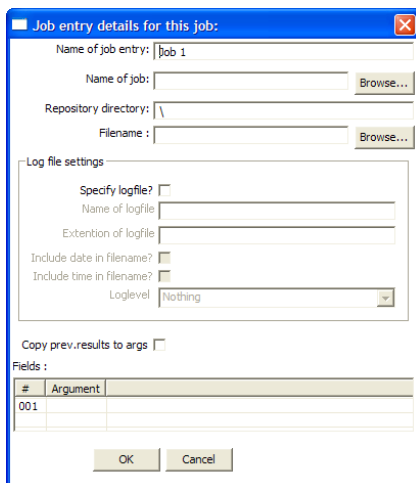 Job entry details for this job:
Name of job entry: Job 1
Name of job: Browse...
Repository directory: \
Filename : Browse...
Log file settings
Specify logfile?
Name of logfile
Extention of logfile
Include date in filename?
Include time in filename?
Loglevel Nothing
Copy prev.results to args
Fields :
# Argument
001
OK Cancel